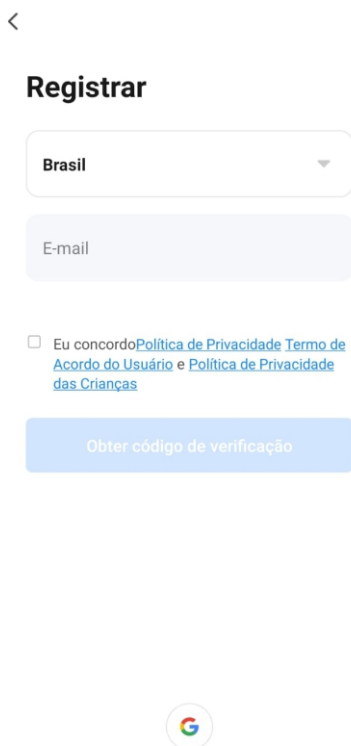 Registrar
Brasil
E-mail
Eu concordoPolítica de Privacidade Termo de
Acordo do Usuário e Política de Privacidade
das Crianças
Obter código de verificação